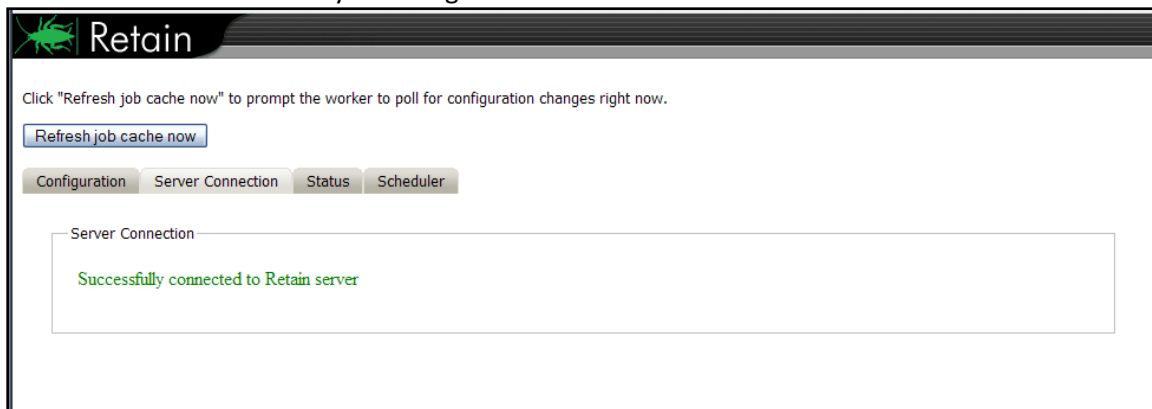 Retain
Click "Refresh job cache now" to prompt the worker to poll for configuration changes right now.
Refresh job cache now
Configuration Server Connection Status Scheduler
Server Connection
Successfully connected to Retain server